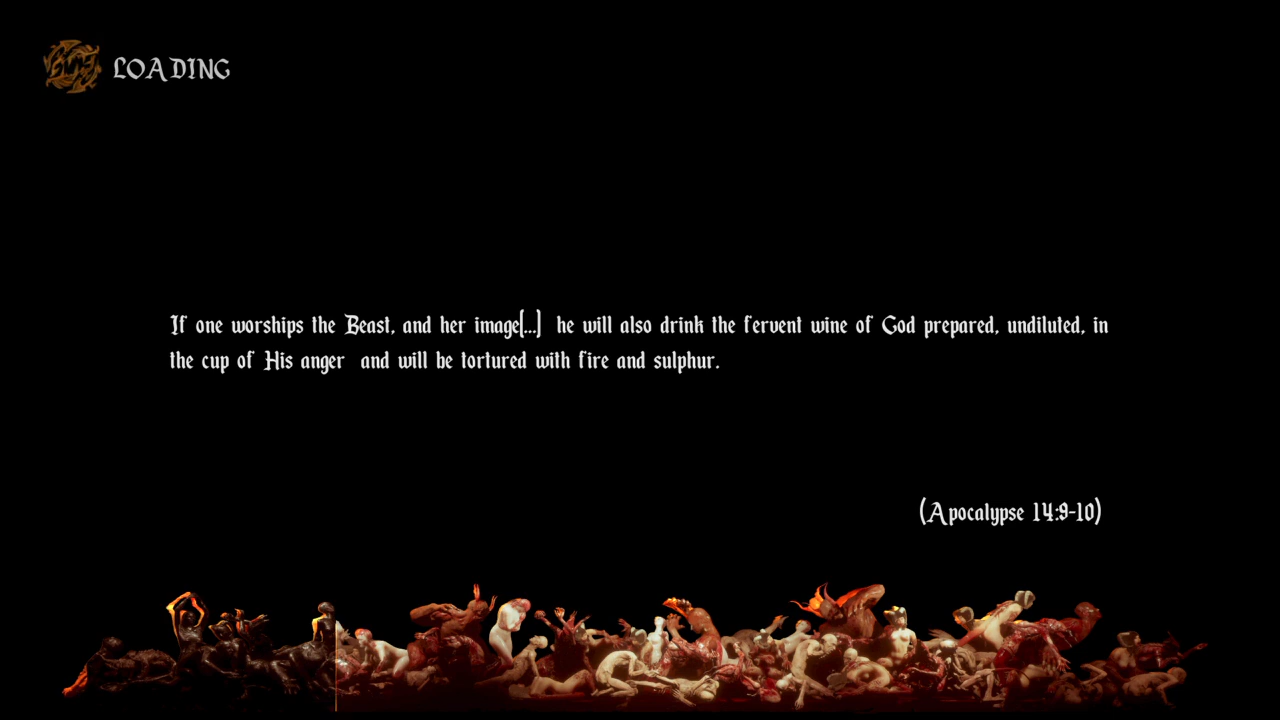 LOADING
If one worships the Beast, and her image[...] he will also drink the fervent wine of God prepared, undiluted, in
the cup of His anger and will be tortured with fire and sulphur.
(Apocalypse 14:9-10)